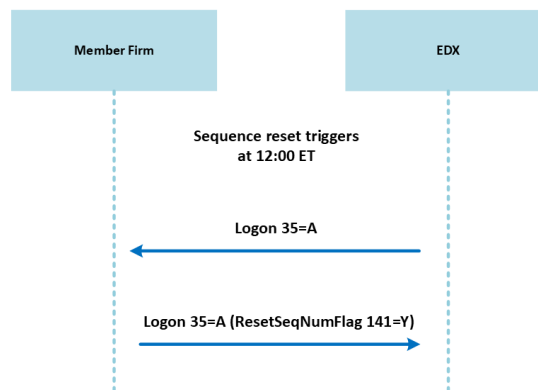 Member Firm
EDX
Sequence reset triggers
at 12:00 ET
Logon 35=A
Logon 35=A (ResetSeqNumFlag 141=Y)